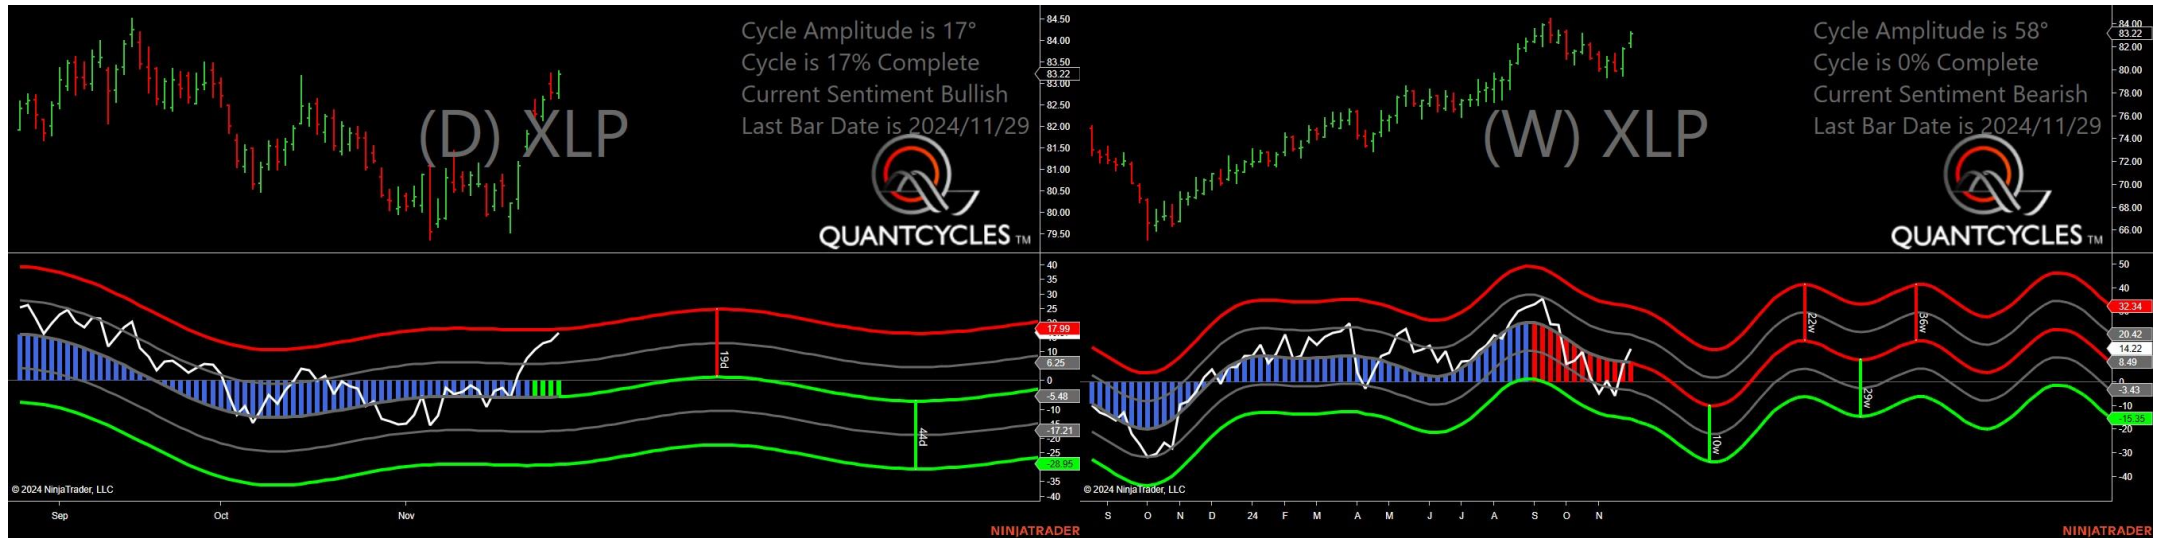 Cycle Amplitude is 17°
Cycle is 17% Complete
Current Sentiment Bullish
Last Bar Date is 2024/11/29
(D) XLP
QUANTCYCLES TM
84.50
84.00
83.50
83.22
83.00
82.50
82.00
81.50
81.00
80.50
80.00
79.50
40
35
30
25
17.99
10
6.25
0
-5.48
-10
-17.21
-20
-25
-28.95
-35
-40
19d
44d
© 2024 NinjaTrader, LLC
Sep Oct Nov
NINJATRADER
Cycle Amplitude is 58°
Cycle is 0% Complete
Current Sentiment Bearish
Last Bar Date is 2024/11/29
(W) XLP
QUANTCYCLES TM
84.00
83.22
82.00
80.00
78.00
76.00
74.00
72.00
70.00
68.00
66.00
50
40
32.34
20.42
14.22
8.49
0
-3.43
-10
-15.35
-20
-30
-40
10w
22w
29w
36w
© 2024 NinjaTrader, LLC
S O N D 24 F M A M J J A S O N
NINJATRADER